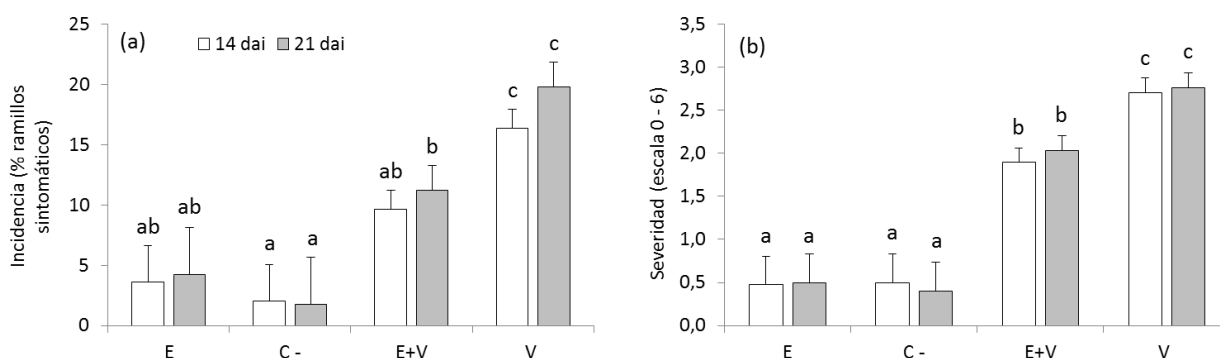 (a)
14 dai
21 dai
Incidencia (% ramillos
sintomáticos)
25
20
15
10
5
0
ab
ab
a
a
ab
b
c
c
E
C -
E+V
V
(b)
Severidad (escala 0 - 6)
3,5
3,0
2,5
2,0
1,5
1,0
0,5
0,0
a
a
a
a
b
b
c
c
E
C -
E+V
V